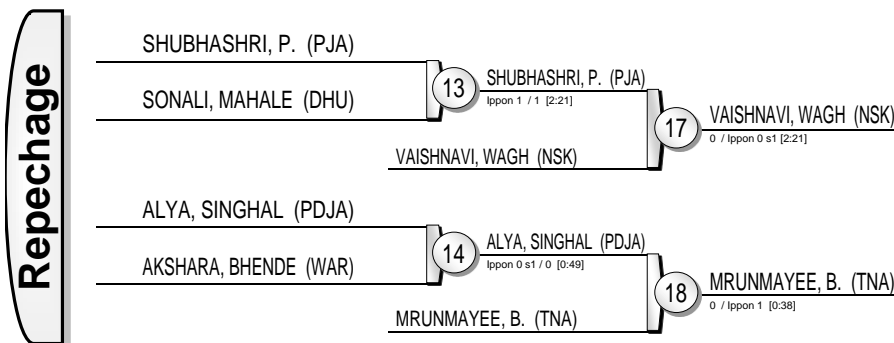 Repechage
SHUBHASHRI, P. (PJA)
SONALI, MAHALE (DHU)
13
SHUBHASHRI, P. (PJA)
Ippon 1 / 1 [2:21]
VAISHNAVI, WAGH (NSK)
17
VAISHNAVI, WAGH (NSK)
0 / Ippon 0 s1 [2:21]
ALYA, SINGHAL (PDJA)
AKSHARA, BHENDE (WAR)
14
ALYA, SINGHAL (PDJA)
Ippon 0 s1 / 0 [0:49]
MRUNMAYEE, B. (TNA)
18
MRUNMAYEE, B. (TNA)
0 / Ippon 1 [0:38]